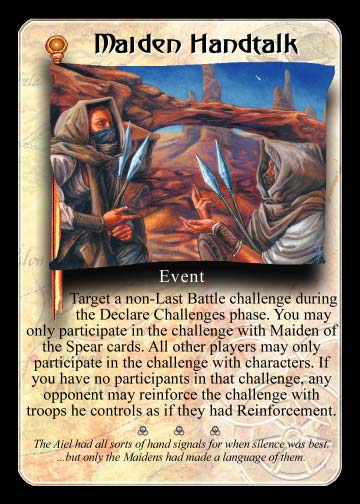 Maiden Handtalk
Event
Target a non-Last Battle challenge during
the Declare Challenges phase. You may
only participate in the challenge with Maiden of
the Spear cards. All other players may only
participate in the challenge with characters. If
you have no participants in that challenge, any
opponent may reinforce the challenge with
troops he controls as if they had Reinforcement.
The Aiel had all sorts of hand signals for when silence was best.
...but only the Maidens had made a language of them.